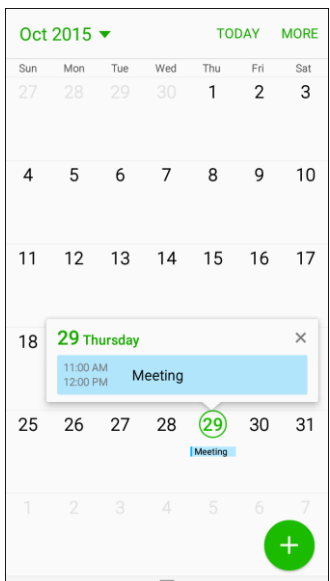 Oct 2015 TODAY MORE
Sun Mon Tue Wed Thu Fri Sat
27 28 29 30 1 2 3
4 5 6 7 8 9 10
11 12 13 14 15 16 17
18
29 Thursday
11:00 AM
12:00 PM
Meeting
25 26 27 28 29 30 31
Meeting
1 2 3 4 5 6 7